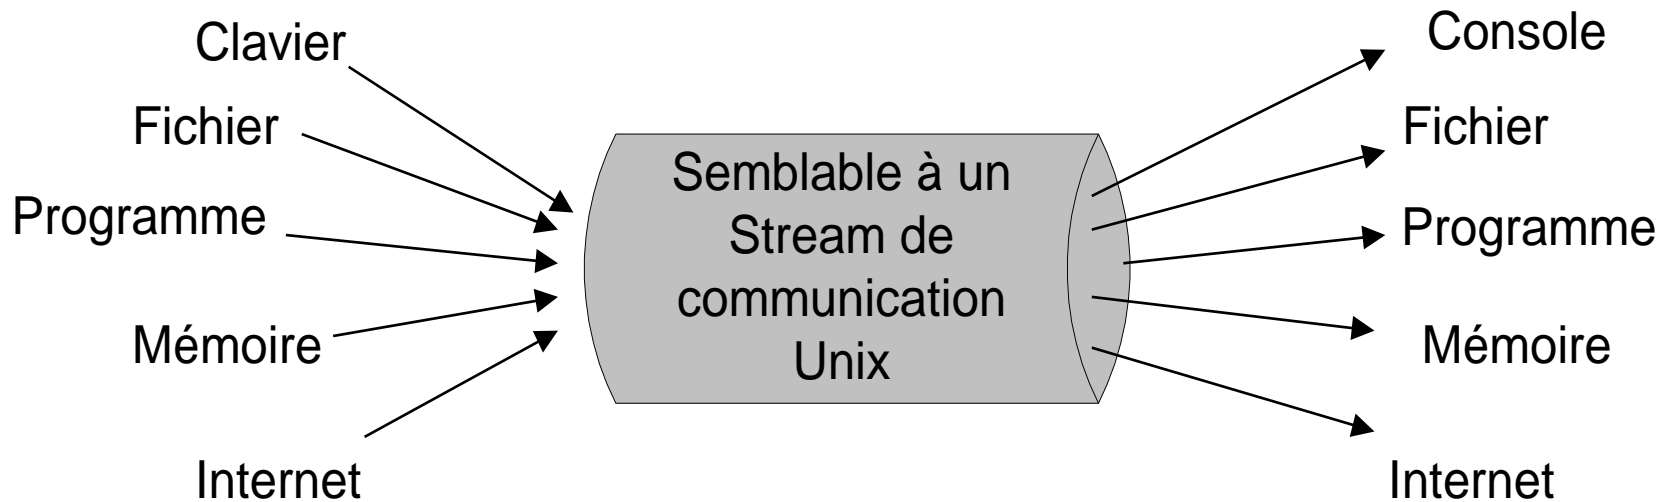 Clavier
Fichier
Programme
Mémoire
Internet
Semblable à un
Stream de
communication
Unix
Console
Fichier
Programme
Mémoire
Internet